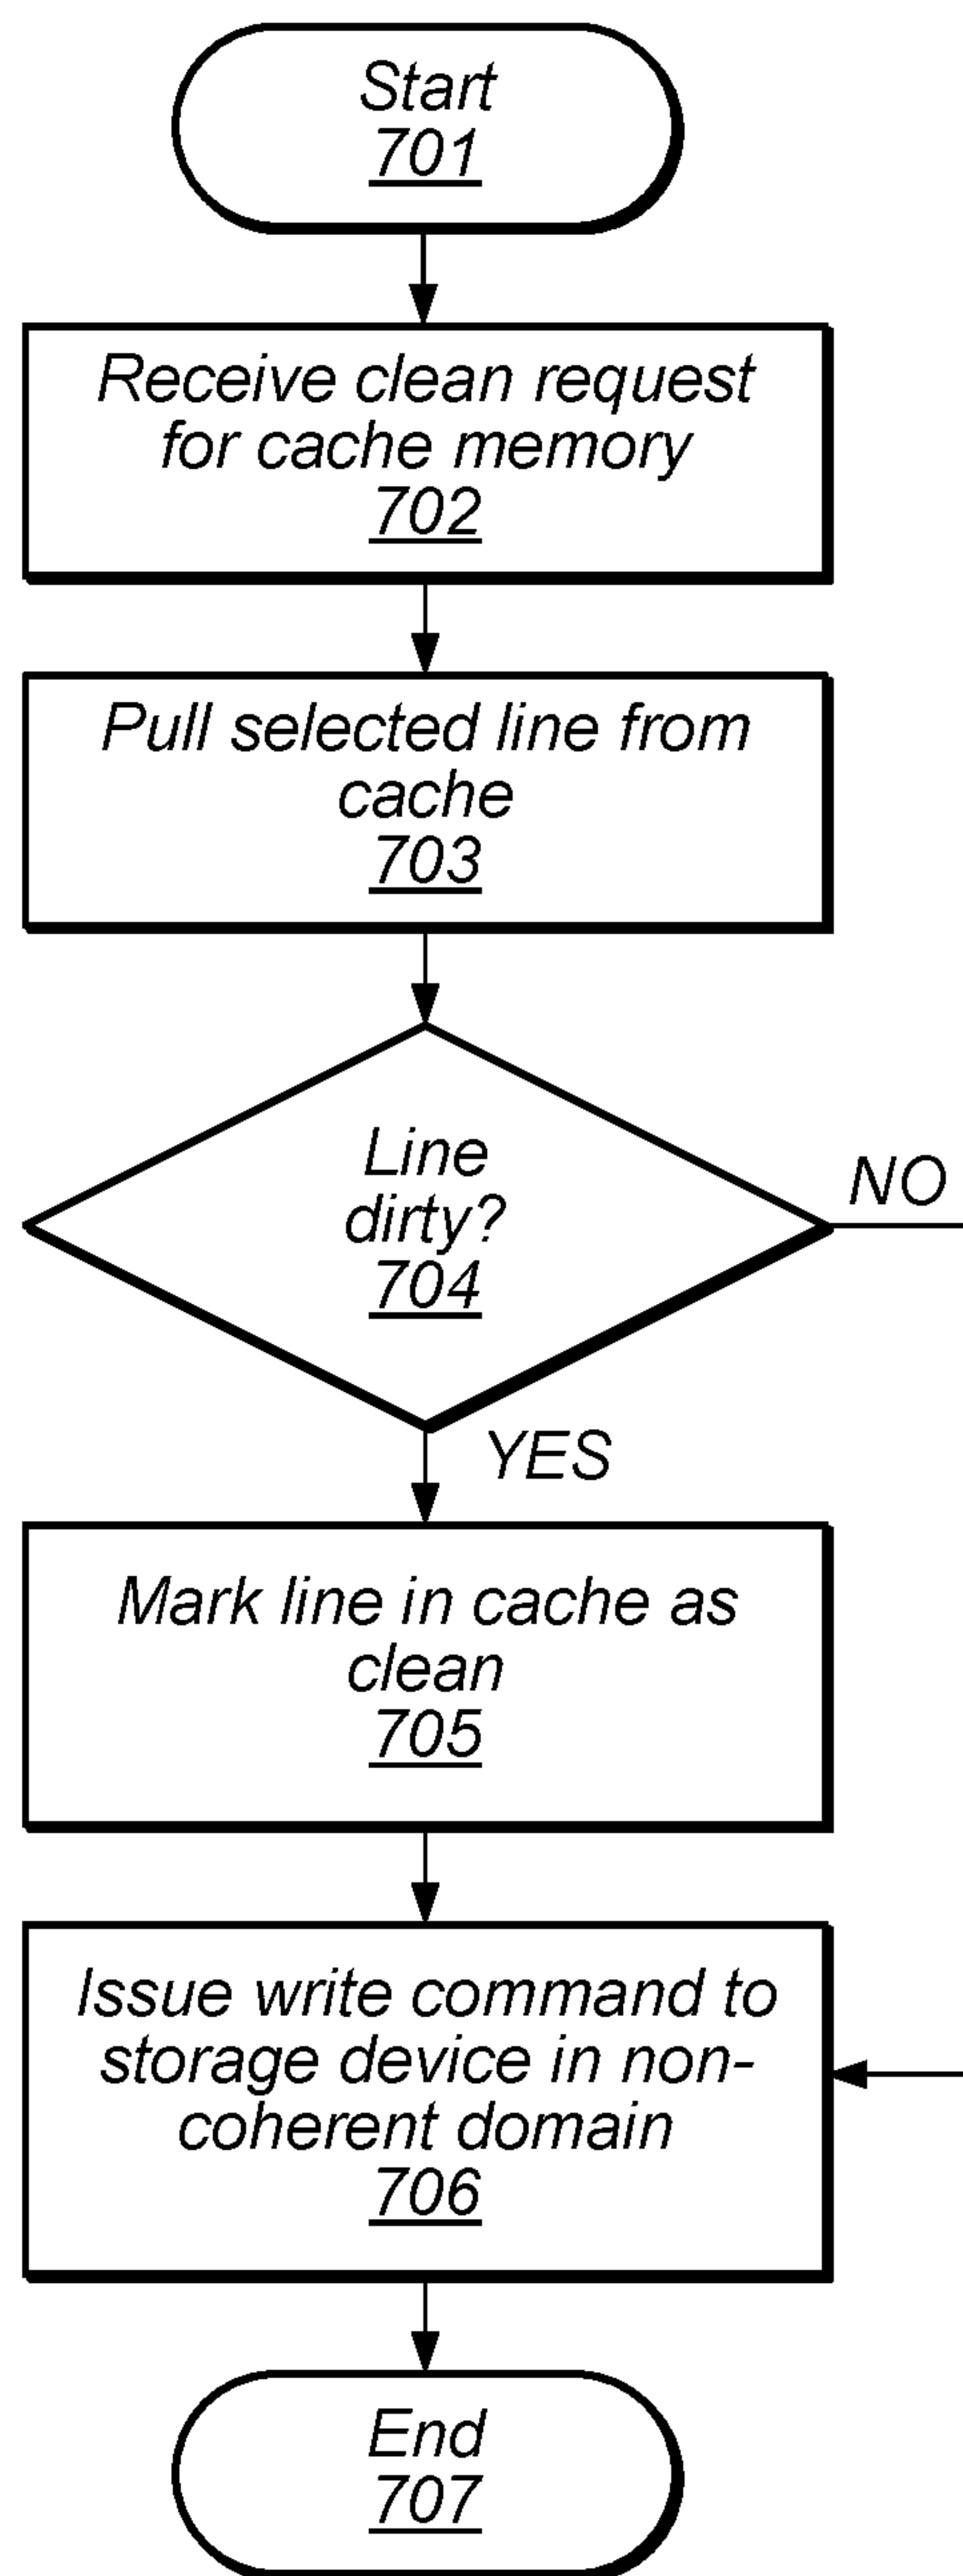 Start
701
Receive clean request
for cache memory
702
Pull selected line from
cache
703
Line
dirty?
704
NO
YES
Mark line in cache as
clean
705
Issue write command to
storage device in non-
coherent domain
706
End
707